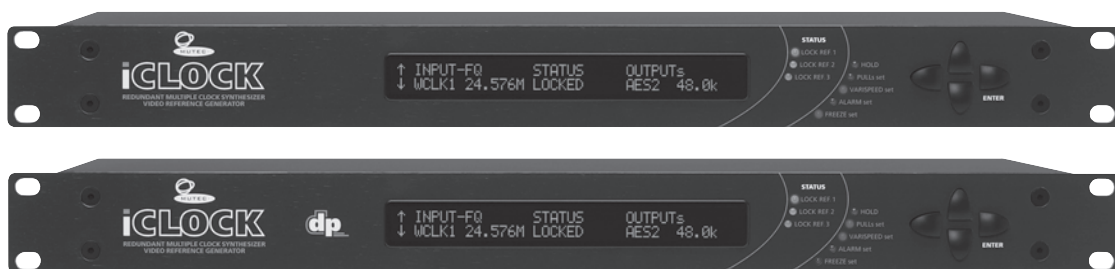 MUTEC
iCLOCK
REDUNDANT MULTIPLE CLOCK SYNTHESIZER
VIDEO REFERENCE GENERATOR
↑ INPUT-FQ STATUS OUTPUTs
↓ WCLK1 24.576M LOCKED AES2 48.0k
STATUS
LOCK REF 1
LOCK REF 2
LOCK REF 3
HOLD
PULLs set
VARISPEED set
ALARM set
FREEZE set
ENTER
MUTEC
iCLOCK
REDUNDANT MULTIPLE CLOCK SYNTHESIZER
VIDEO REFERENCE GENERATOR
dp
↑ INPUT-FQ STATUS OUTPUTs
↓ WCLK1 24.576M LOCKED AES2 48.0k
STATUS
LOCK REF 1
LOCK REF 2
LOCK REF 3
HOLD
PULLs set
VARISPEED set
ALARM set
FREEZE set
ENTER